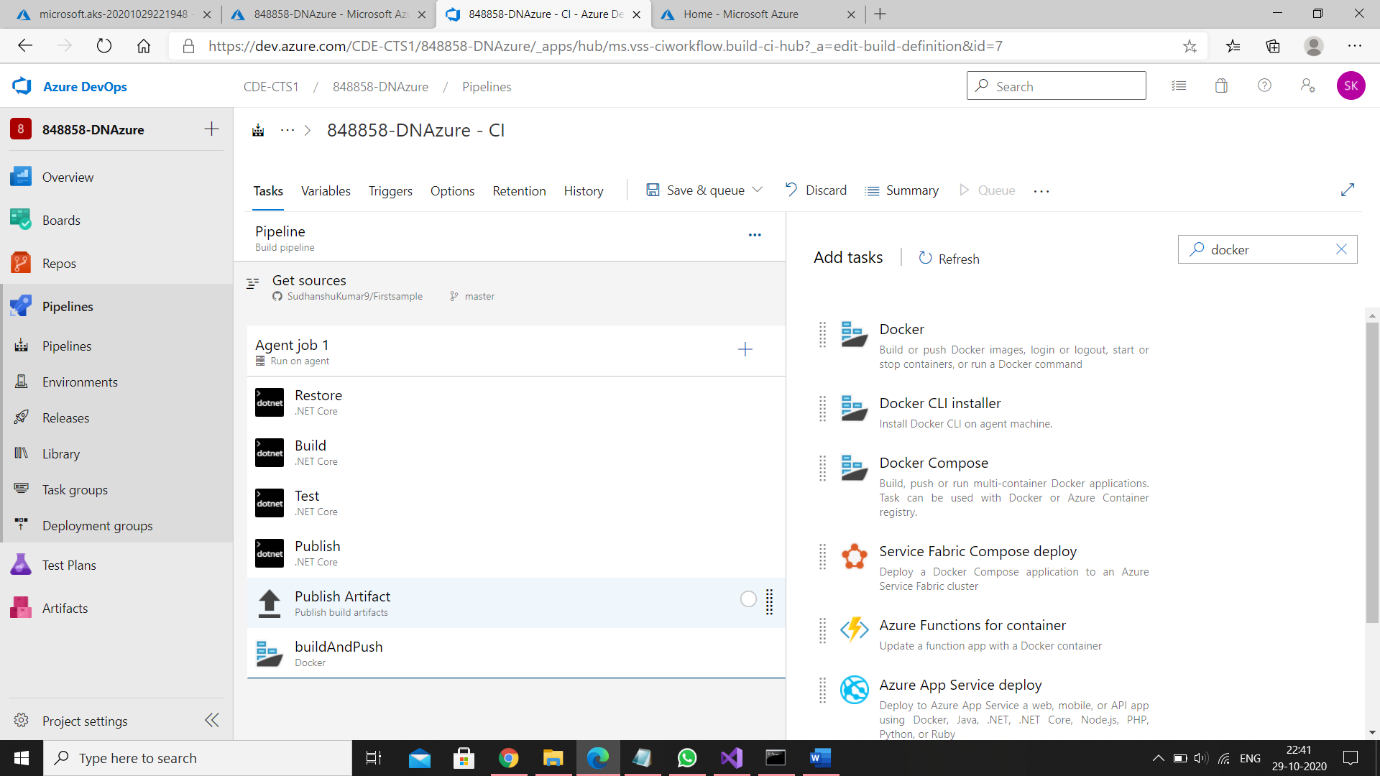 microsoft.aks-20201029221948 -
848858-DNAzure - Microsoft Azu
848858-DNAzure - CI - Azure De
Home - Microsoft Azure
https://dev.azure.com/CDE-CTS1/848858-DNAzure/_apps/hub/ms.vss-ciworkflow.build-ci-hub?_a=edit-build-definition&id=7
Azure DevOps
CDE-CTS1 / 848858-DNAzure / Pipelines
Search
SK
8 848858-DNAzure
Overview
Boards
Repos
Pipelines
Pipelines
Environments
Releases
Library
Task groups
Deployment groups
Test Plans
Artifacts
Project settings
848858-DNAzure - CI
Tasks Variables Triggers Options Retention History
Save & queue Discard Summary Queue
Pipeline
Build pipeline
Get sources
SudhanshuKumar9/Firstsample master
Agent job 1
Run on agent
dotnet Restore
.NET Core
dotnet Build
.NET Core
dotnet Test
.NET Core
dotnet Publish
.NET Core
Publish Artifact
Publish build artifacts
buildAndPush
Docker
Add tasks Refresh
docker
Docker
Build or push Docker images, login or logout, start or
stop containers, or run a Docker command
Docker CLI installer
Install Docker CLI on agent machine.
Docker Compose
Build, push or run multi-container Docker applications.
Task can be used with Docker or Azure Container
registry.
Service Fabric Compose deploy
Deploy a Docker Compose application to an Azure
Service Fabric cluster
Azure Functions for container
Update a function app with a Docker container
Azure App Service deploy
Deploy to Azure App Service a web, mobile, or API app
using Docker, Java, .NET, .NET Core, Node.js, PHP,
Python, or Ruby
Type here to search
ENG
22:41
29-10-2020